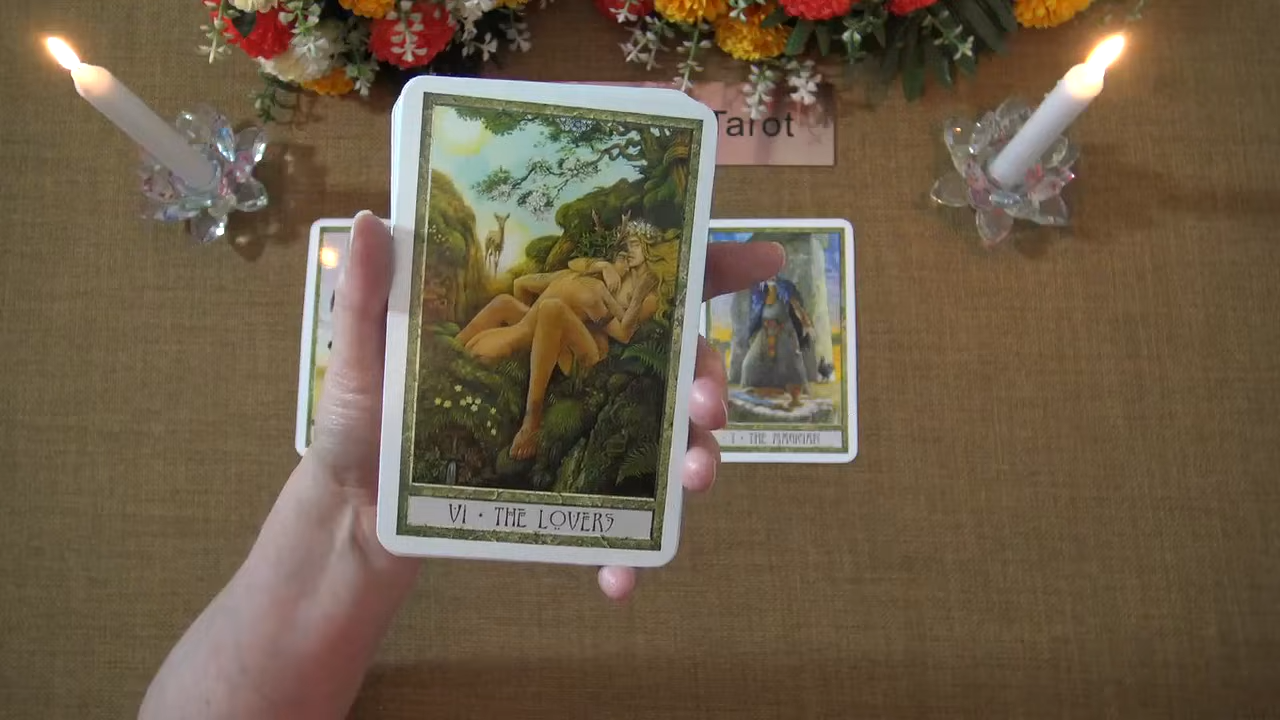 Tarot
VI • THE LOVERS
I • THE MAGICIAN